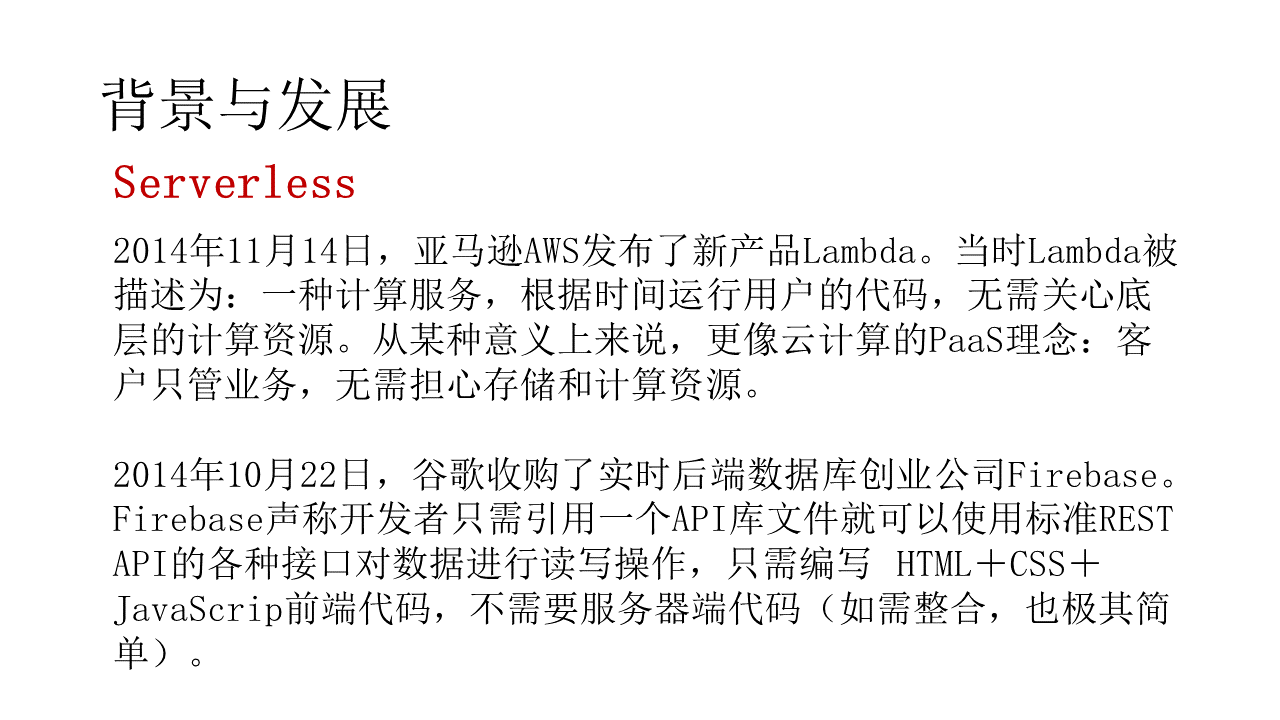 背景与发展
Serverless
2014年11月14日，亚马逊AWS发布了新产品Lambda。当时Lambda被
描述为：一种计算服务，根据时间运行用户的代码，无需关心底
层的计算资源。从某种意义上来说，更像云计算的PaaS理念：客
户只管业务，无需担心存储和计算资源。
2014年10月22日，谷歌收购了实时后端数据库创业公司Firebase。
Firebase声称开发者只需引用一个API库文件就可以使用标准REST
API的各种接口对数据进行读写操作，只需编写 HTML＋CSS＋
JavaScrip前端代码，不需要服务器端代码（如需整合，也极其简
单）。